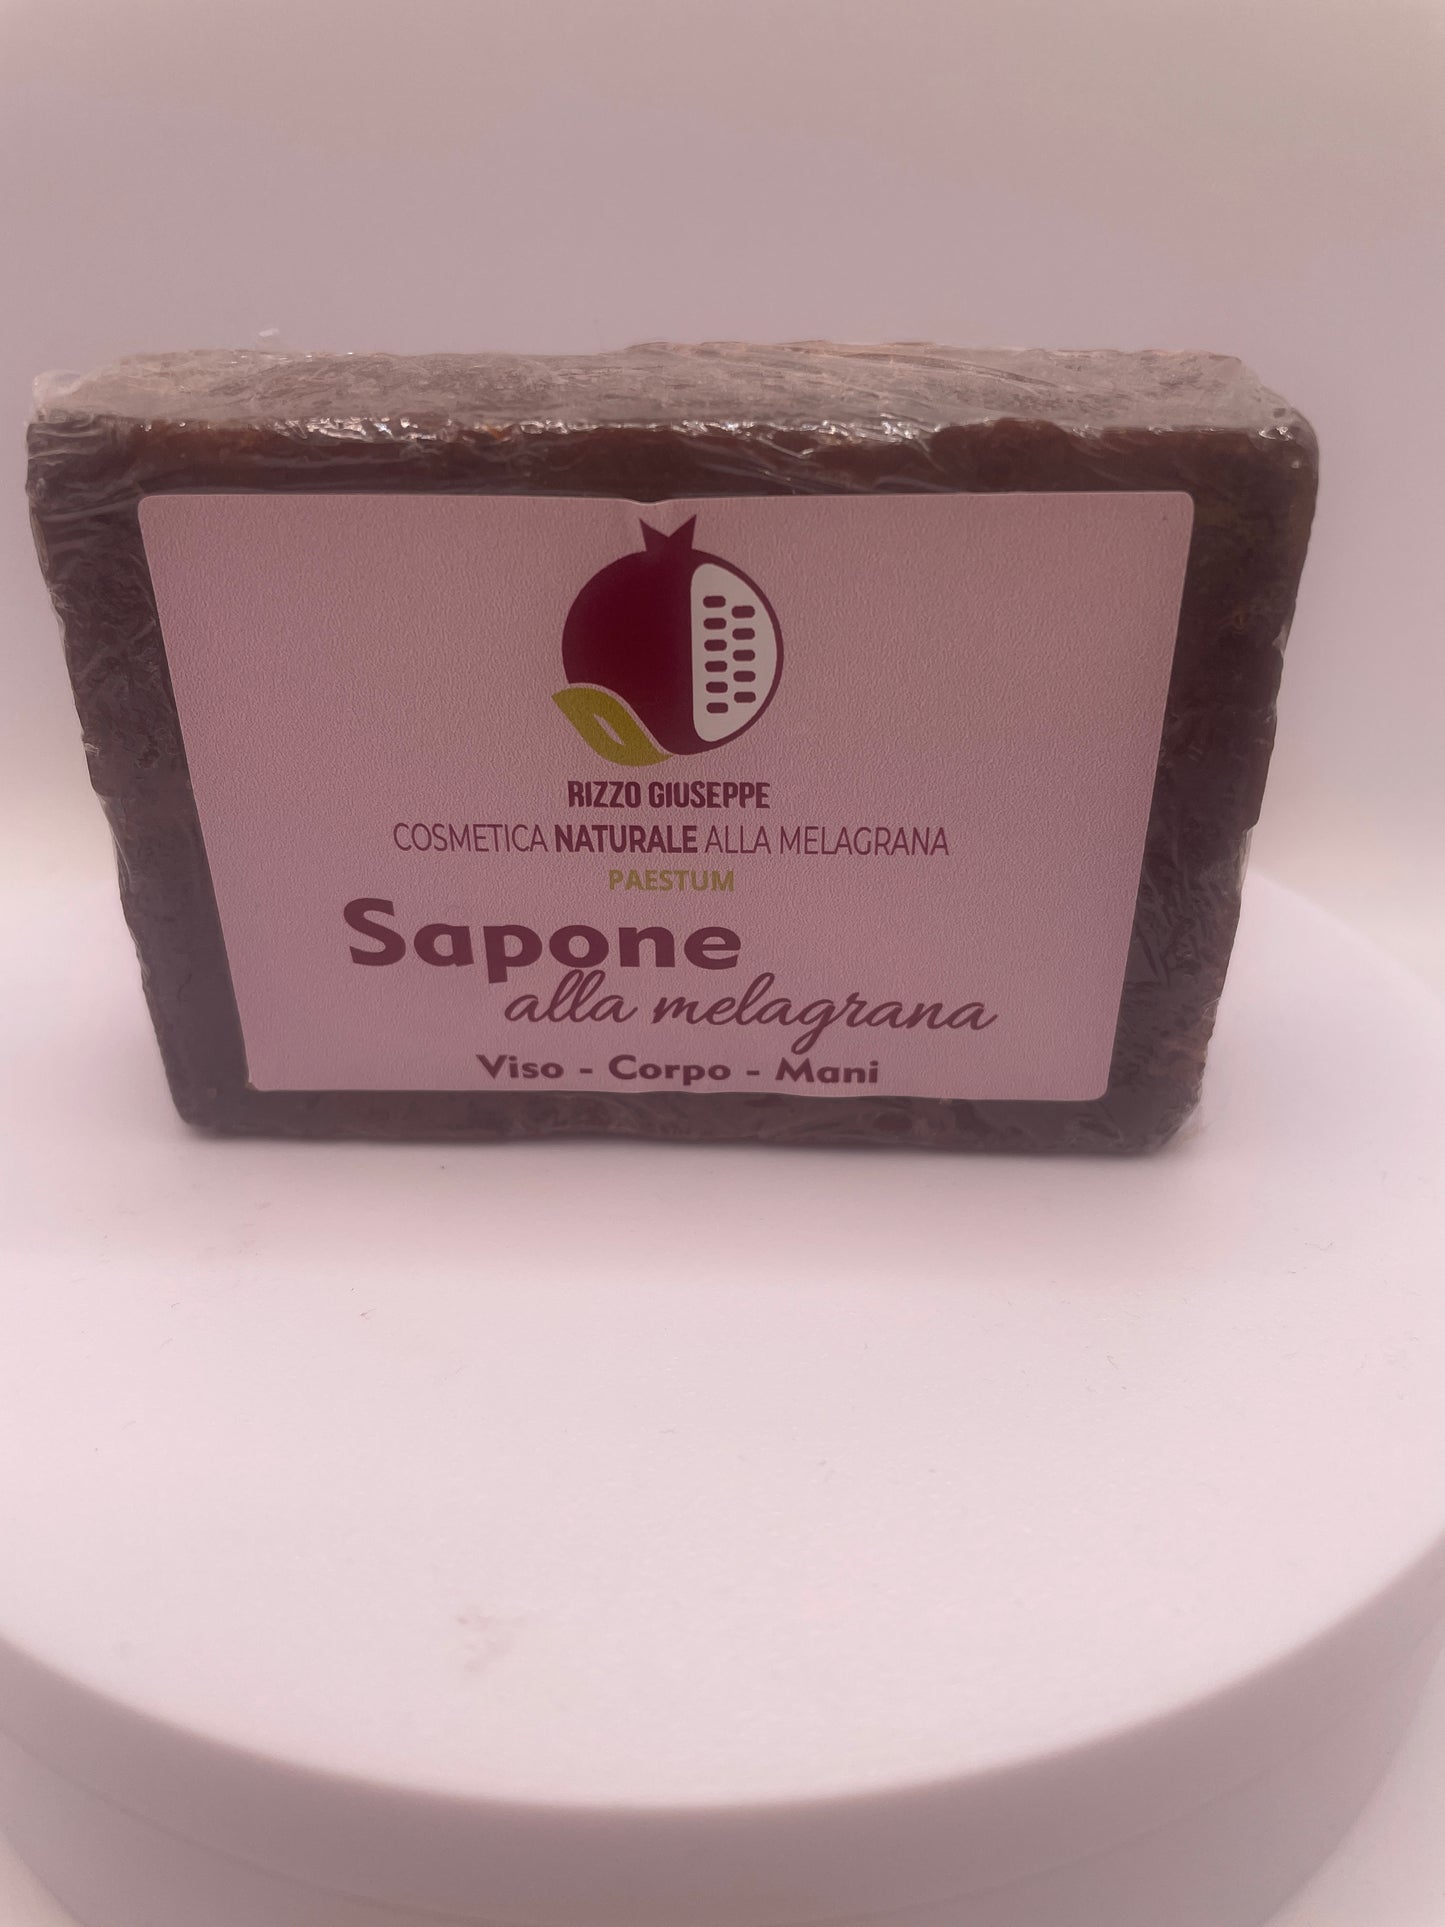 RIZZO GIUSEPPE
COSMETICA NATURALE ALLA MELAGRANA
PAESTUM
Sapone
alla melagrana
Viso - Corpo - Mani